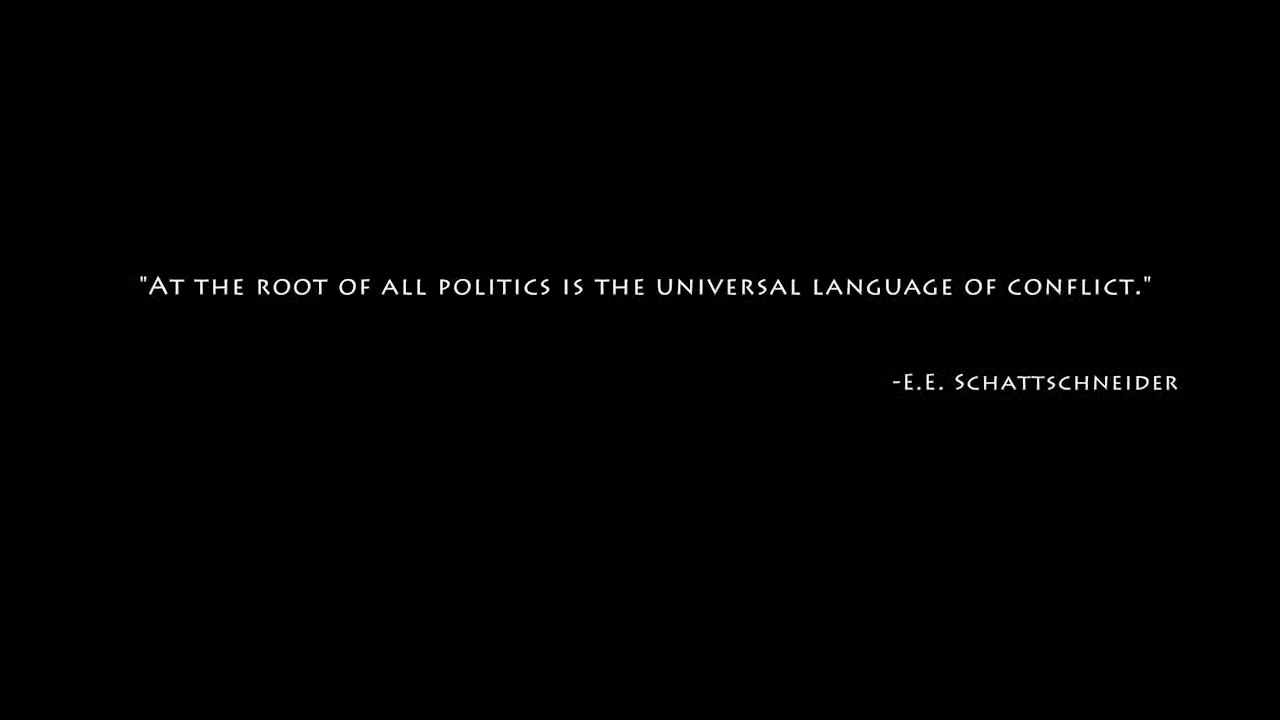 "At the root of all politics is the universal language of conflict."
-E.E. Schattschneider